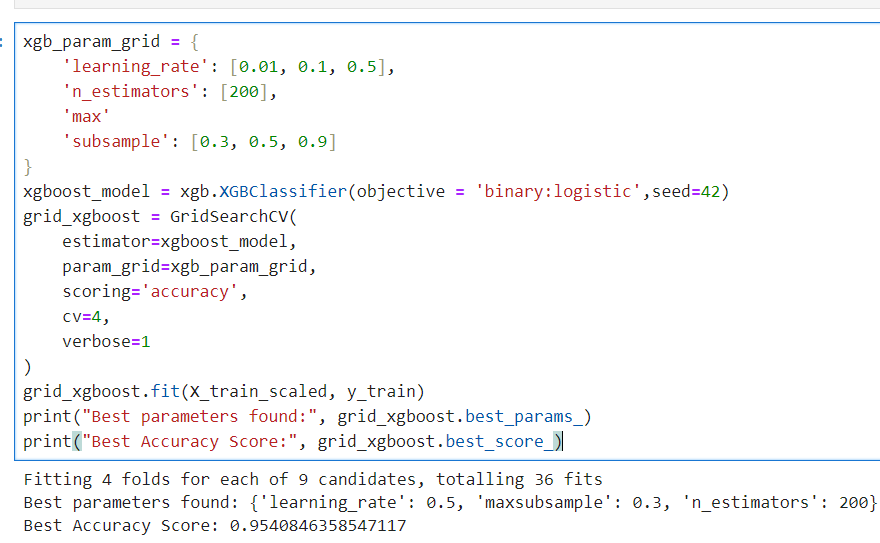 xgb_param_grid = {
    'learning_rate': [0.01, 0.1, 0.5],
    'n_estimators': [200],
    'max'
    'subsample': [0.3, 0.5, 0.9]
}
xgboost_model = xgb.XGBClassifier(objective = 'binary:logistic',seed=42)
grid_xgboost = GridSearchCV(
    estimator=xgboost_model,
    param_grid=xgb_param_grid,
    scoring='accuracy',
    cv=4,
    verbose=1
)
grid_xgboost.fit(X_train_scaled, y_train)
print("Best parameters found:", grid_xgboost.best_params_)
print("Best Accuracy Score:", grid_xgboost.best_score_)
Fitting 4 folds for each of 9 candidates, totalling 36 fits
Best parameters found: {'learning_rate': 0.5, 'maxsubsample': 0.3, 'n_estimators': 200}
Best Accuracy Score: 0.9540846358547117